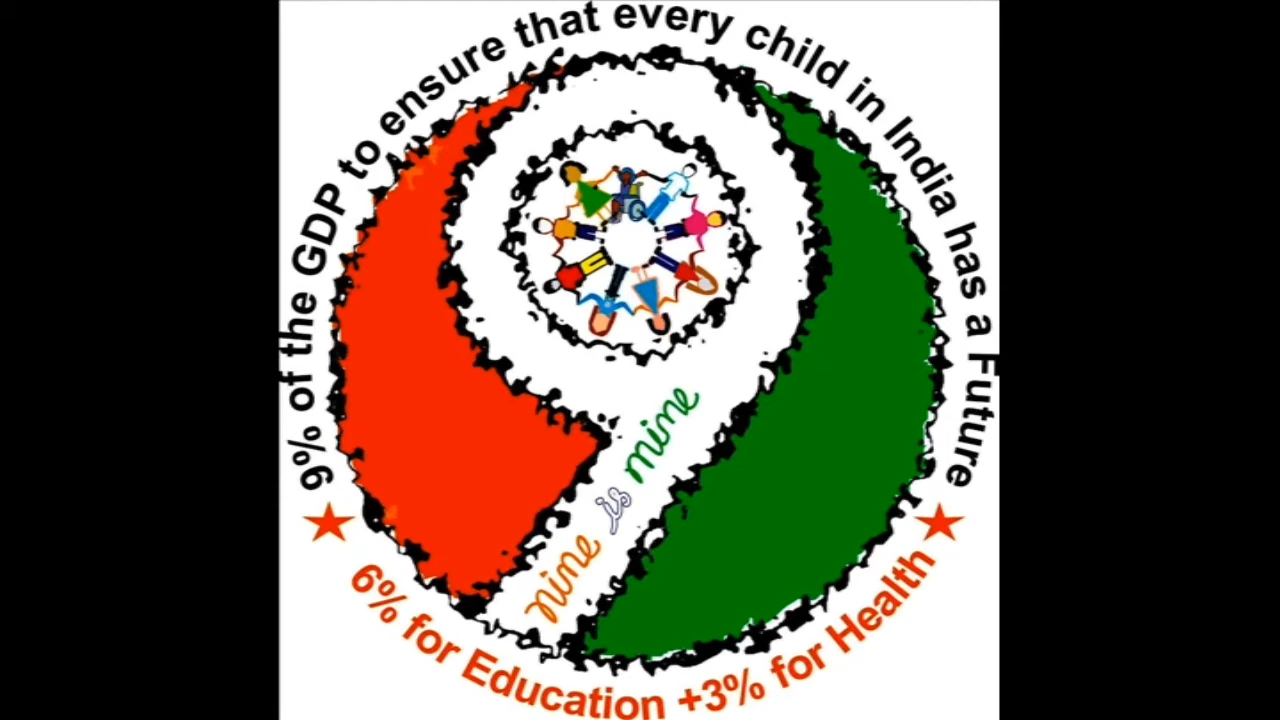 9% of the GDP to ensure that every child in India has a Future
nine is mine
6% for Education +3% for Health